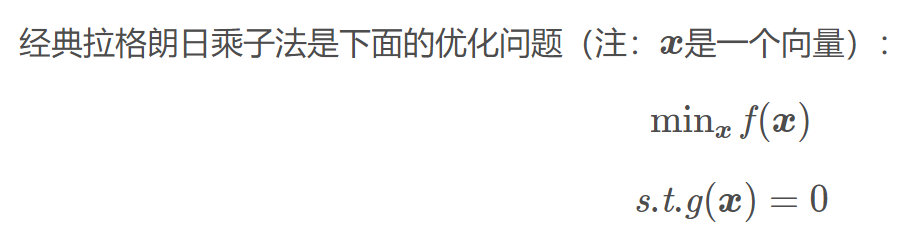 经典拉格朗日乘子法是下面的优化问题（注：x是一个向量）：
minₓ f(x)
s.t.g(x) = 0